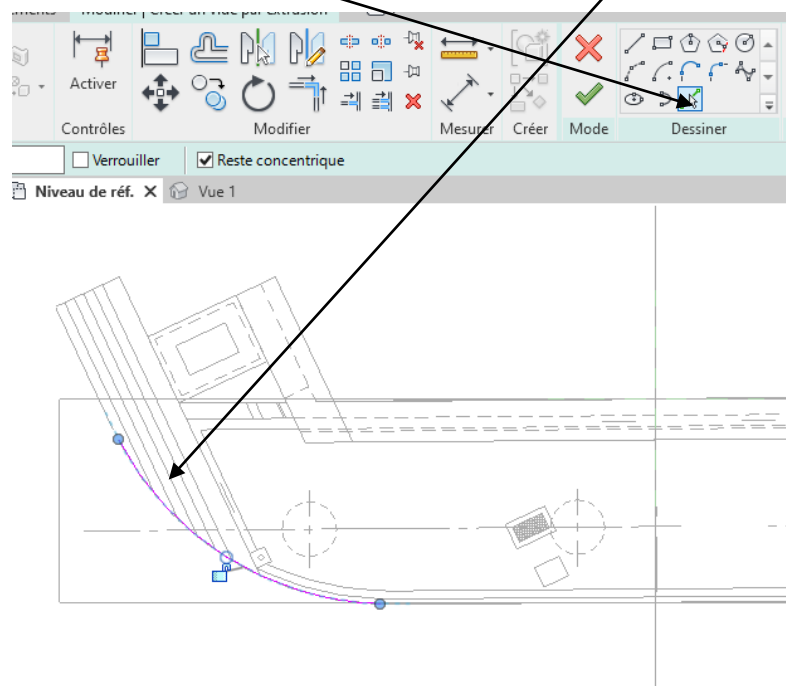 Modifier | Créer un vide par extrusion
Activer
Contrôles Modifier Mesurer Créer Mode Dessiner
Verrouiller Reste concentrique
Niveau de réf. X Vue 1